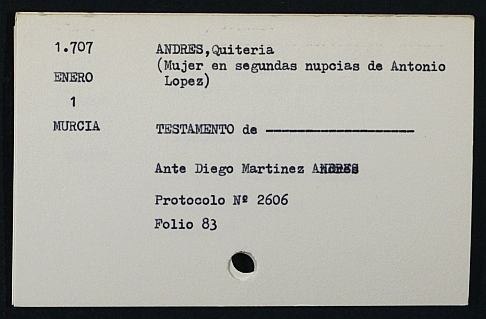 1.707
ENERO
1
MURCIA
ANDRES,Quiteria
(Mujer en segundas nupcias de Antonio
Lopez)
TESTAMENTO de ------------------
Ante Diego Martinez ANDRES
Protocolo Nº 2606
Folio 83